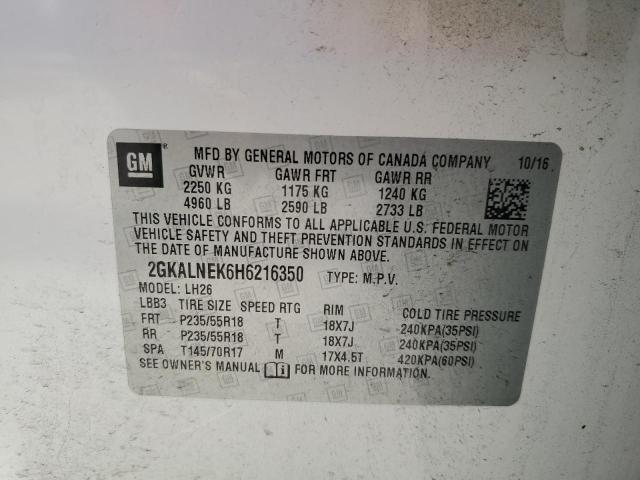 GM ® MFD BY GENERAL MOTORS OF CANADA COMPANY 10/16
GVWR GAWR FRT GAWR RR
2250 KG 1175 KG 1240 KG
4960 LB 2590 LB 2733 LB
THIS VEHICLE CONFORMS TO ALL APPLICABLE U.S. FEDERAL MOTOR
VEHICLE SAFETY AND THEFT PREVENTION STANDARDS IN EFFECT ON
THE DATE OF MANUFACTURE SHOWN ABOVE.
2GKALNEK6H6216350 TYPE: M.P.V.
MODEL: LH26
LBB3 TIRE SIZE SPEED RTG RIM COLD TIRE PRESSURE
FRT P235/55R18 T 18X7J 240KPA(35PSI)
RR P235/55R18 T 18X7J 240KPA(35PSI)
SPA T145/70R17 M 17X4.5T 420KPA(60PSI)
SEE OWNER'S MANUAL FOR MORE INFORMATION.